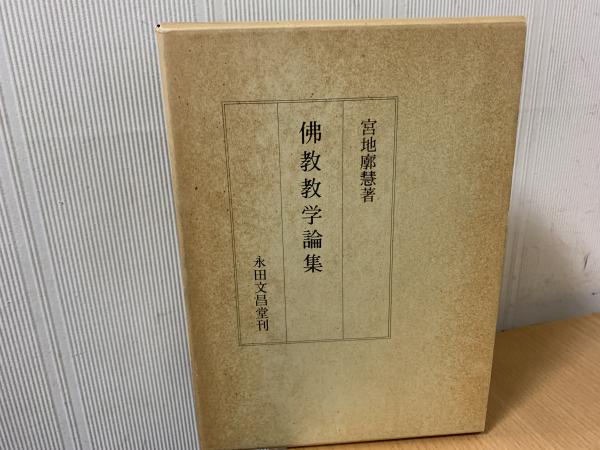 宮地廓慧著
佛教教学論集
永田文昌堂刊